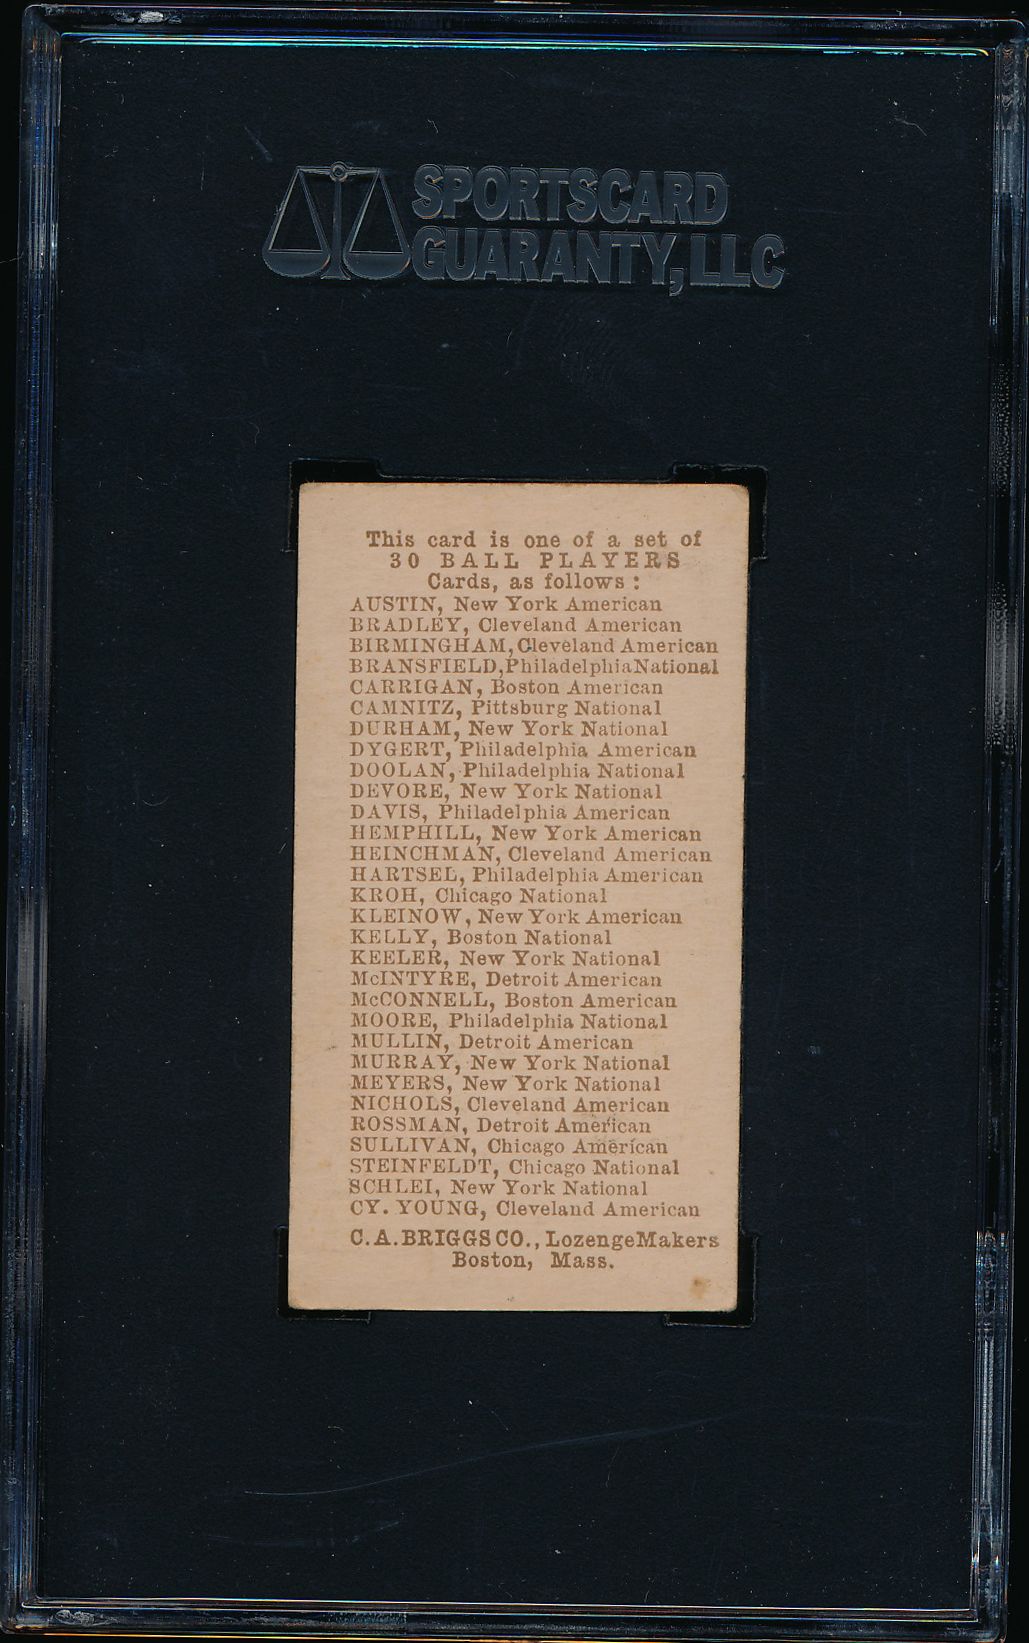 SPORTSCARD
GUARANTY, LLC
This card is one of a set of
30 BALL PLAYERS
Cards, as follows :
AUSTIN, New York American
BRADLEY, Cleveland American
BIRMINGHAM, Cleveland American
BRANSFIELD, Philadelphia National
CARRIGAN, Boston American
CAMNITZ, Pittsburg National
DURHAM, New York National
DYGERT, Philadelphia American
DOOLAN, Philadelphia National
DEVORE, New York National
DAVIS, Philadelphia American
HEMPHILL, New York American
HEINCHMAN, Cleveland American
HARTSEL, Philadelphia American
KROH, Chicago National
KLEINOW, New York American
KELLY, Boston National
KEELER, New York National
McINTYRE, Detroit American
McCONNELL, Boston American
MOORE, Philadelphia National
MULLIN, Detroit American
MURRAY, New York National
MEYERS, New York National
NICHOLS, Cleveland American
ROSSMAN, Detroit American
SULLIVAN, Chicago American
STEINFELDT, Chicago National
SCHLEI, New York National
CY. YOUNG, Cleveland American
C.A. BRIGGS CO., Lozenge Makers
Boston, Mass.